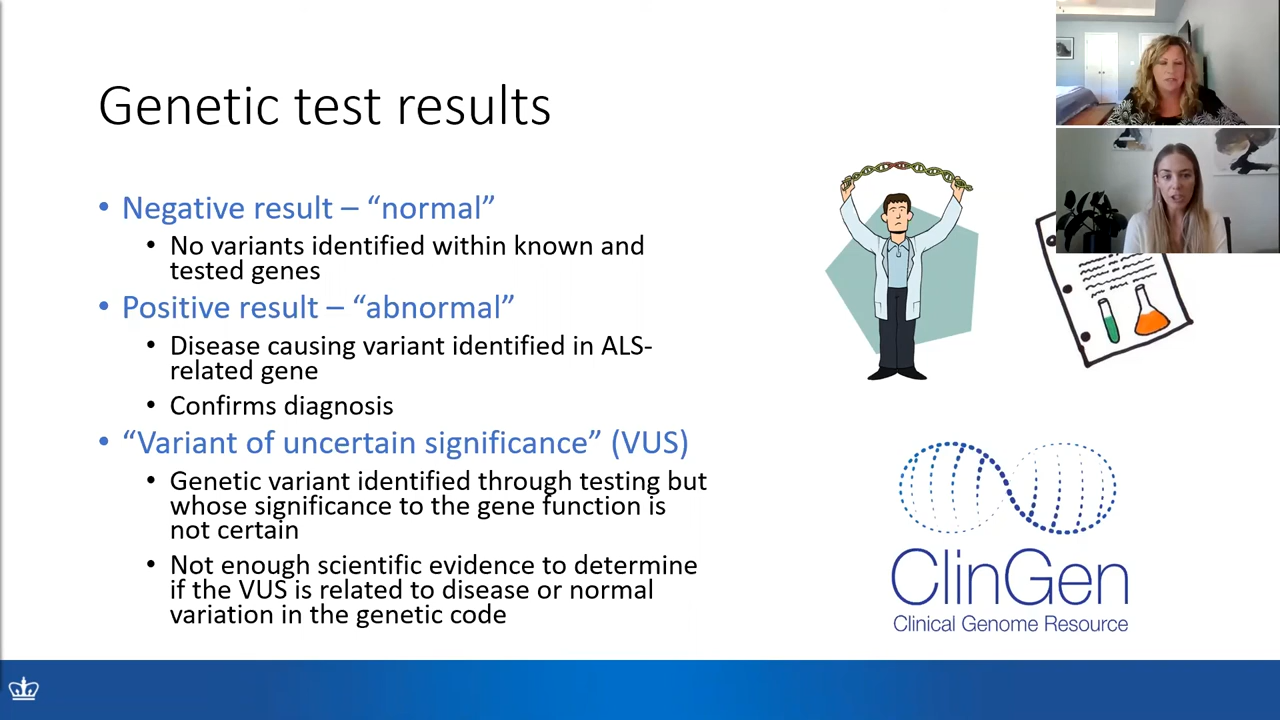 Genetic test results
• Negative result – “normal”
• No variants identified within known and
tested genes
• Positive result – “abnormal”
• Disease causing variant identified in ALS-
related gene
• Confirms diagnosis
• “Variant of uncertain significance” (VUS)
• Genetic variant identified through testing but
whose significance to the gene function is
not certain
• Not enough scientific evidence to determine
if the VUS is related to disease or normal
variation in the genetic code
ClinGen
Clinical Genome Resource